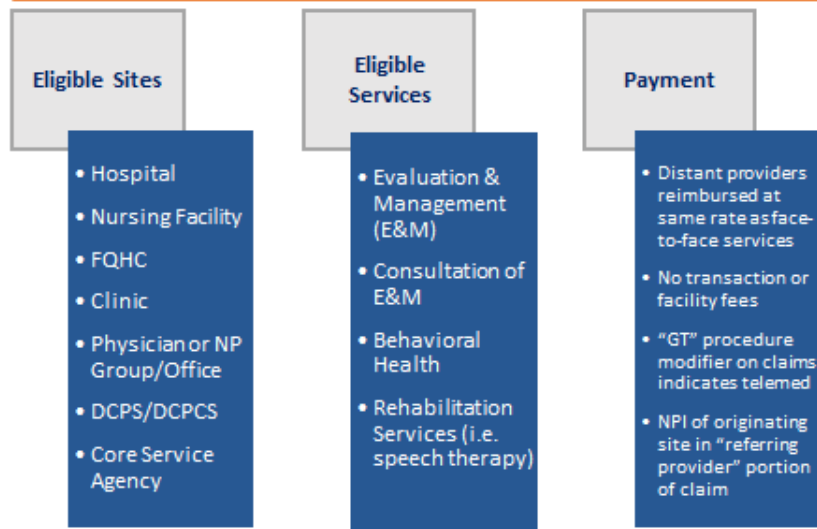 Eligible Sites
• Hospital
• Nursing Facility
• FQHC
• Clinic
• Physician or NP
Group/Office
• DCPS/DCPCS
• Core Service
Agency
Eligible
Services
• Evaluation &
Management
(E&M)
• Consultation of
E&M
• Behavioral
Health
• Rehabilitation
Services (i.e.
speech therapy)
Payment
• Distant providers
reimbursed at
same rate as face-
to-face services
• No transaction or
facility fees
• “GT” procedure
modifier on claims
indicates telemed
• NPI of originating
site in “referring
provider” portion
of claim